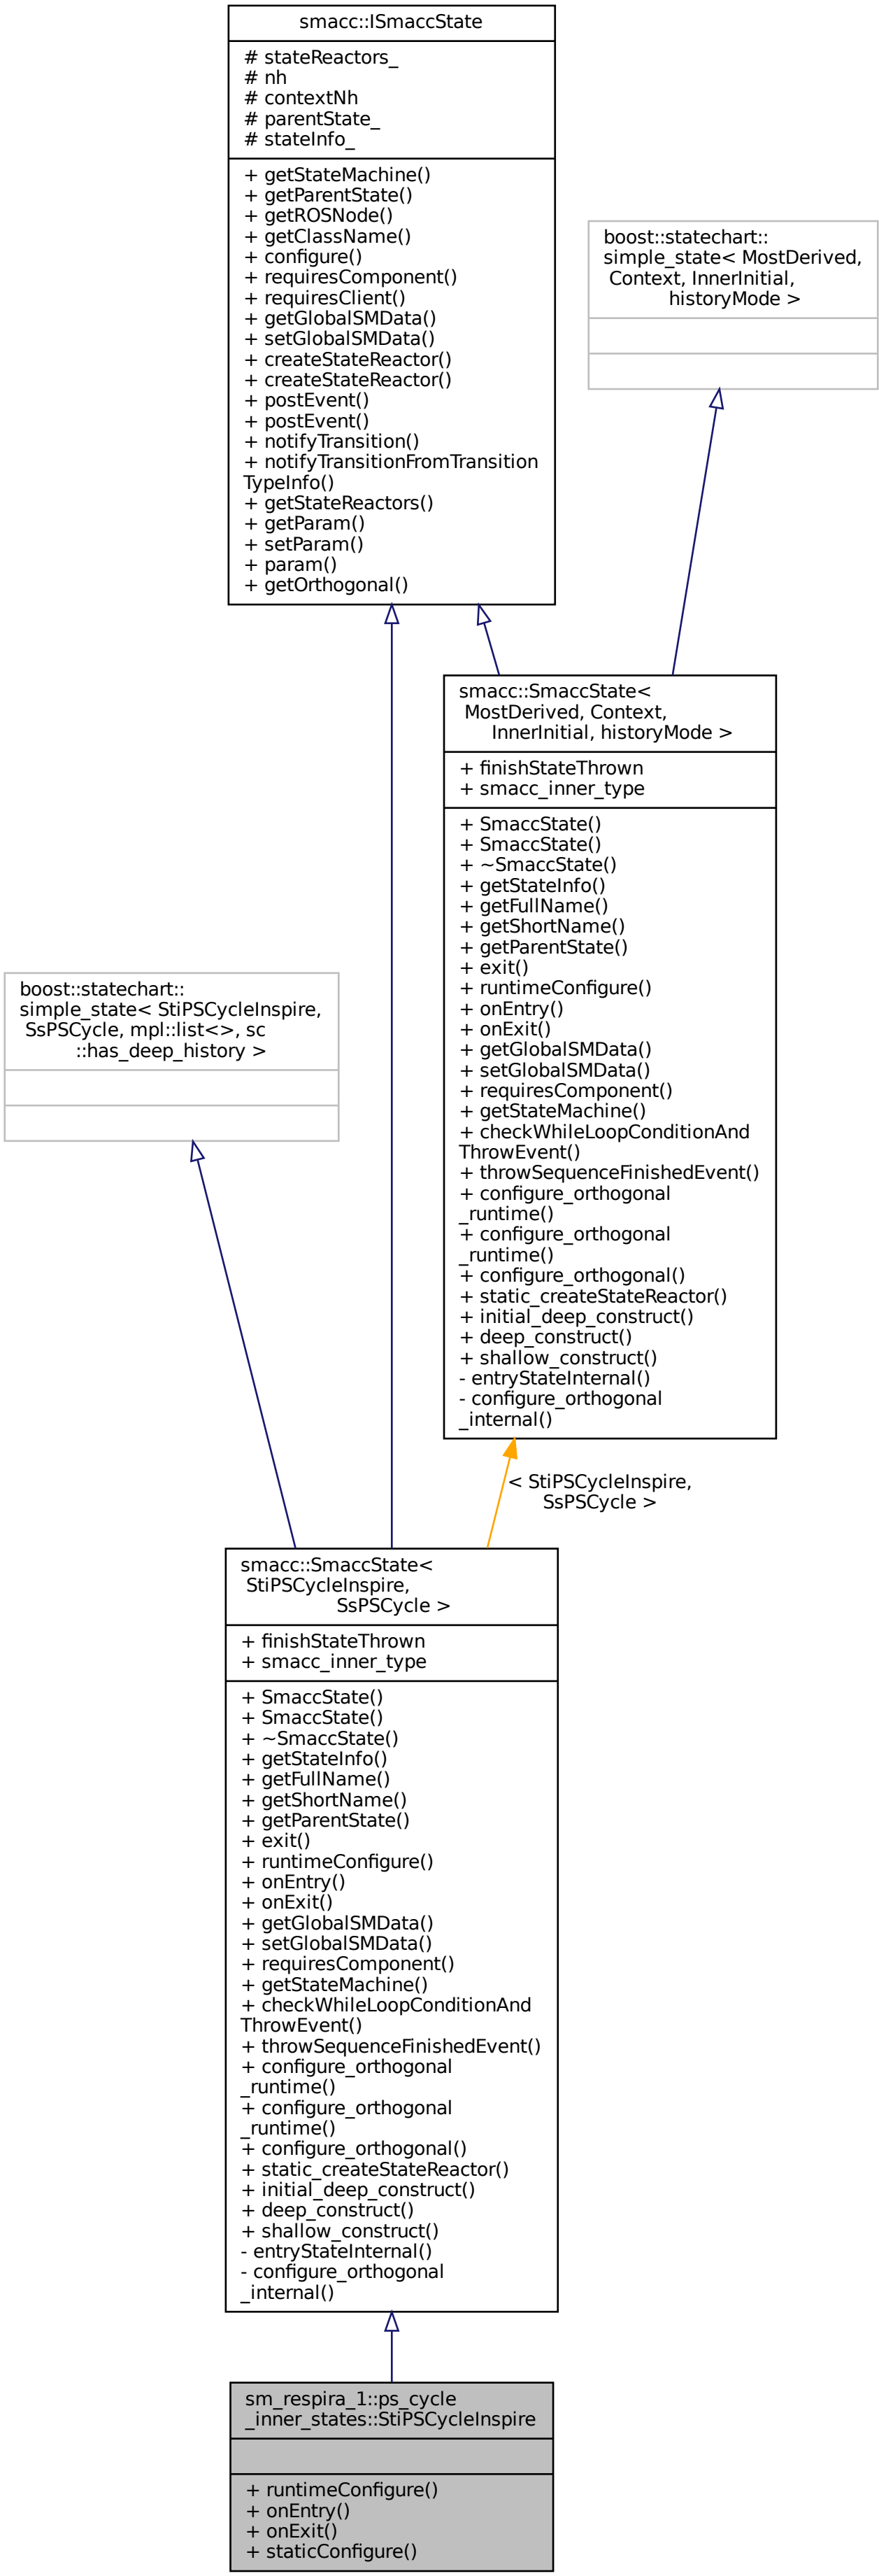 smacc::ISmaccState
# stateReactors_
# nh
# contextNh
# parentState_
# stateInfo_
+ getStateMachine()
+ getParentState()
+ getROSNode()
+ getClassName()
+ configure()
+ requiresComponent()
+ requiresClient()
+ getGlobalSMData()
+ setGlobalSMData()
+ createStateReactor()
+ createStateReactor()
+ postEvent()
+ postEvent()
+ notifyTransition()
+ notifyTransitionFromTransition
TypeInfo()
+ getStateReactors()
+ getParam()
+ setParam()
+ param()
+ getOrthogonal()
boost::statechart::
simple_state< MostDerived,
Context, InnerInitial,
historyMode >
smacc::SmaccState<
MostDerived, Context,
InnerInitial, historyMode >
+ finishStateThrown
+ smacc_inner_type
+ SmaccState()
+ SmaccState()
+ ~SmaccState()
+ getStateInfo()
+ getFullName()
+ getShortName()
+ getParentState()
+ exit()
+ runtimeConfigure()
+ onEntry()
+ onExit()
+ getGlobalSMData()
+ setGlobalSMData()
+ requiresComponent()
+ getStateMachine()
+ checkWhileLoopConditionAnd
ThrowEvent()
+ throwSequenceFinishedEvent()
+ configure_orthogonal
_runtime()
+ configure_orthogonal
_runtime()
+ configure_orthogonal()
+ static_createStateReactor()
+ initial_deep_construct()
+ deep_construct()
+ shallow_construct()
- entryStateInternal()
- configure_orthogonal
_internal()
boost::statechart::
simple_state< StiPSCycleInspire,
SsPSCycle, mpl::list<>, sc
::has_deep_history >
< StiPSCycleInspire,
SsPSCycle >
smacc::SmaccState<
StiPSCycleInspire,
SsPSCycle >
+ finishStateThrown
+ smacc_inner_type
+ SmaccState()
+ SmaccState()
+ ~SmaccState()
+ getStateInfo()
+ getFullName()
+ getShortName()
+ getParentState()
+ exit()
+ runtimeConfigure()
+ onEntry()
+ onExit()
+ getGlobalSMData()
+ setGlobalSMData()
+ requiresComponent()
+ getStateMachine()
+ checkWhileLoopConditionAnd
ThrowEvent()
+ throwSequenceFinishedEvent()
+ configure_orthogonal
_runtime()
+ configure_orthogonal
_runtime()
+ configure_orthogonal()
+ static_createStateReactor()
+ initial_deep_construct()
+ deep_construct()
+ shallow_construct()
- entryStateInternal()
- configure_orthogonal
_internal()
sm_respira_1::ps_cycle
_inner_states::StiPSCycleInspire
+ runtimeConfigure()
+ onEntry()
+ onExit()
+ staticConfigure()